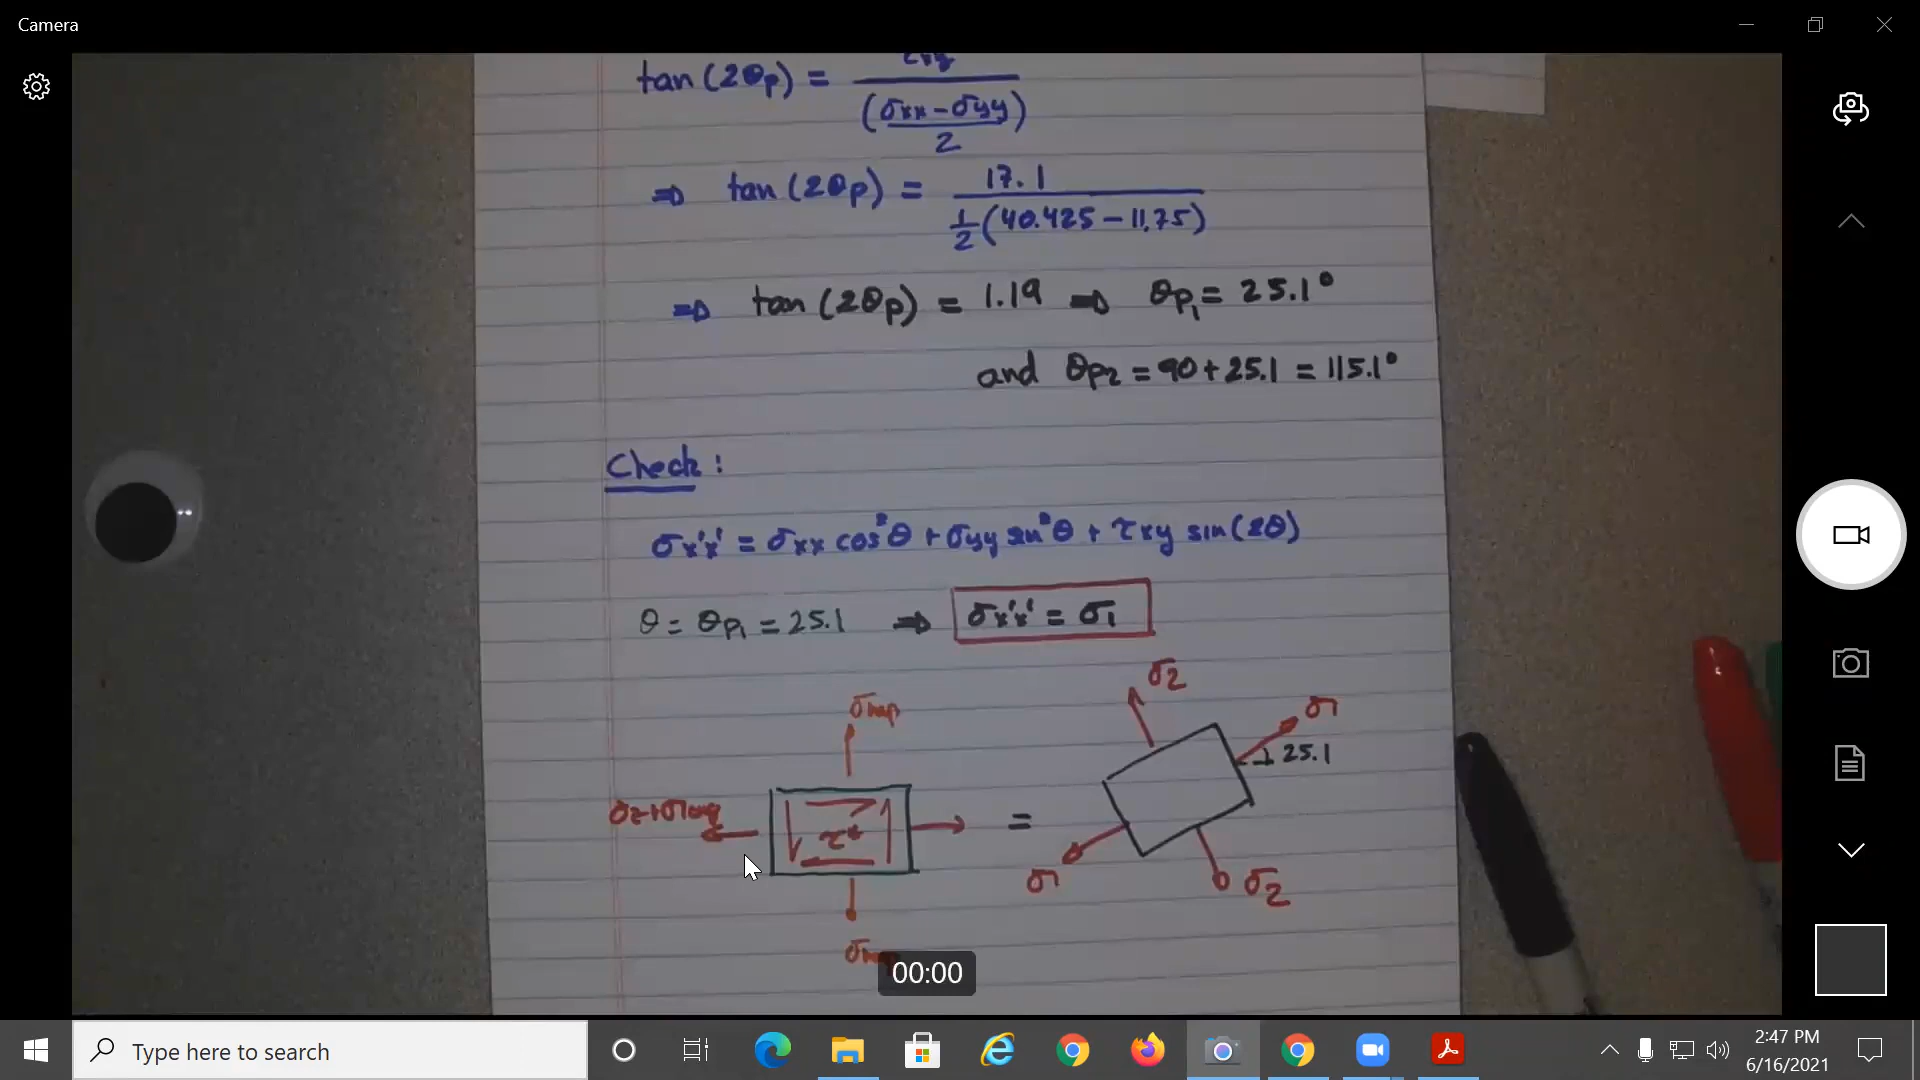 Camera
tan(2θp) = τxy / ((σxx - σyy) / 2)
⇒ tan(2θp) = 17.1 / (1/2 (40.425 - 11.75))
⇒ tan(2θp) = 1.19 ⇒ θp1 = 25.1°
and θp2 = 90 + 25.1 = 115.1°
Check:
σx'x' = σxx cos²θ + σyy sin²θ + τxy sin(2θ)
θ = θp1 = 25.1 ⇒ σx'x' = σ1
σ2
σhoop
σ1
25.1
τ*
=
σ1
σ2
00:00
Type here to search
2:47 PM
6/16/2021